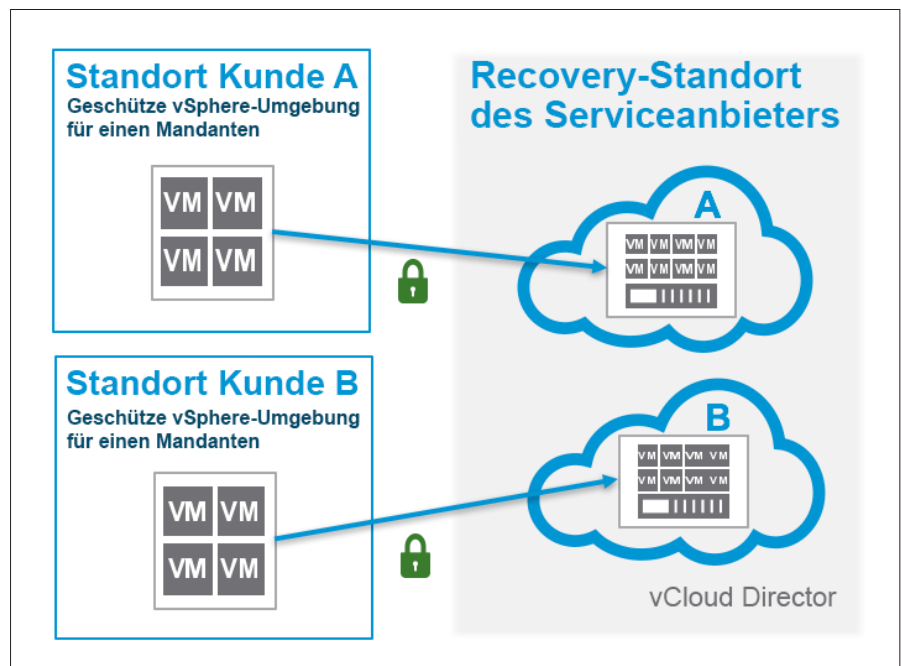 Standort Kunde A
Geschütze vSphere-Umgebung
für einen Mandanten
VM VM
VM VM
Recovery-Standort
des Serviceanbieters
A
VM VM VM VM
VM VM VM VM
Standort Kunde B
Geschütze vSphere-Umgebung
für einen Mandanten
VM VM
VM VM
B
VM VM VM VM
VM VM VM VM
vCloud Director